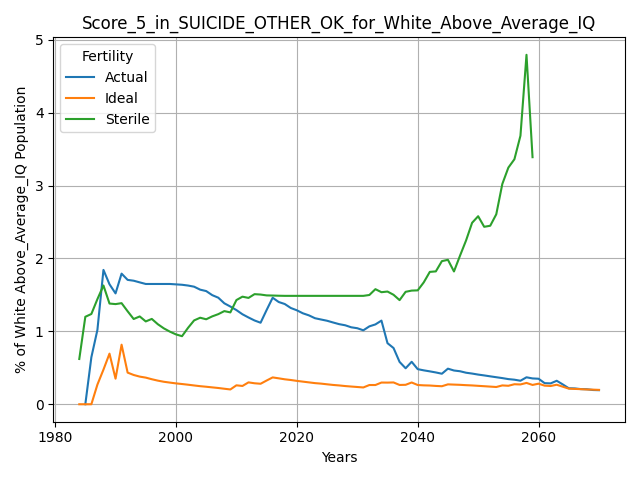 Score_5_in_SUICIDE_OTHER_OK_for_White_Above_Average_IQ
% of White Above_Average_IQ Population
5
4
3
2
1
0
Fertility
Actual
Ideal
Sterile
1980
2000
2020
2040
2060
Years